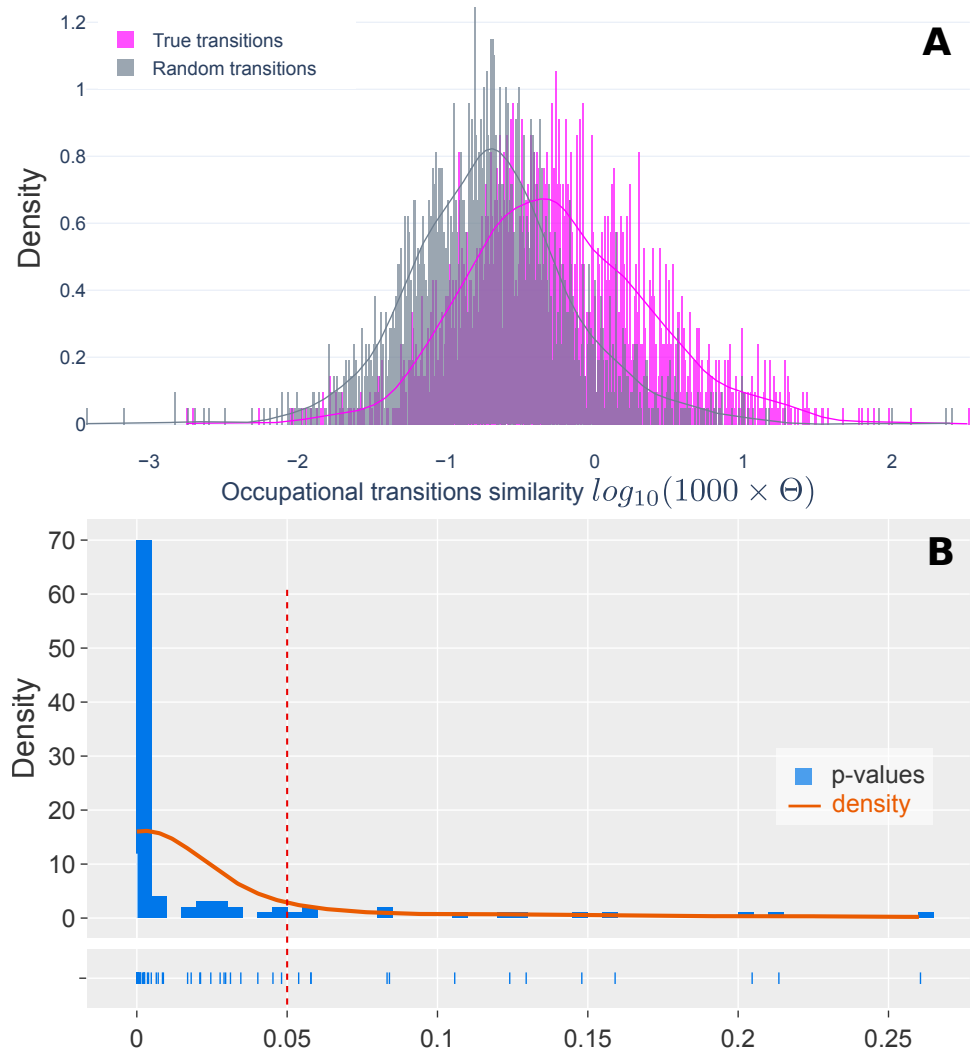 A
True transitions
Random transitions
1.2
1
0.8
0.6
0.4
0.2
0
Density
−3 −2 −1 0 1 2
Occupational transitions similarity log₁₀(1000 × Θ)
B
70
60
50
40
30
20
10
0
Density
p-values
density
0 0.05 0.1 0.15 0.2 0.25